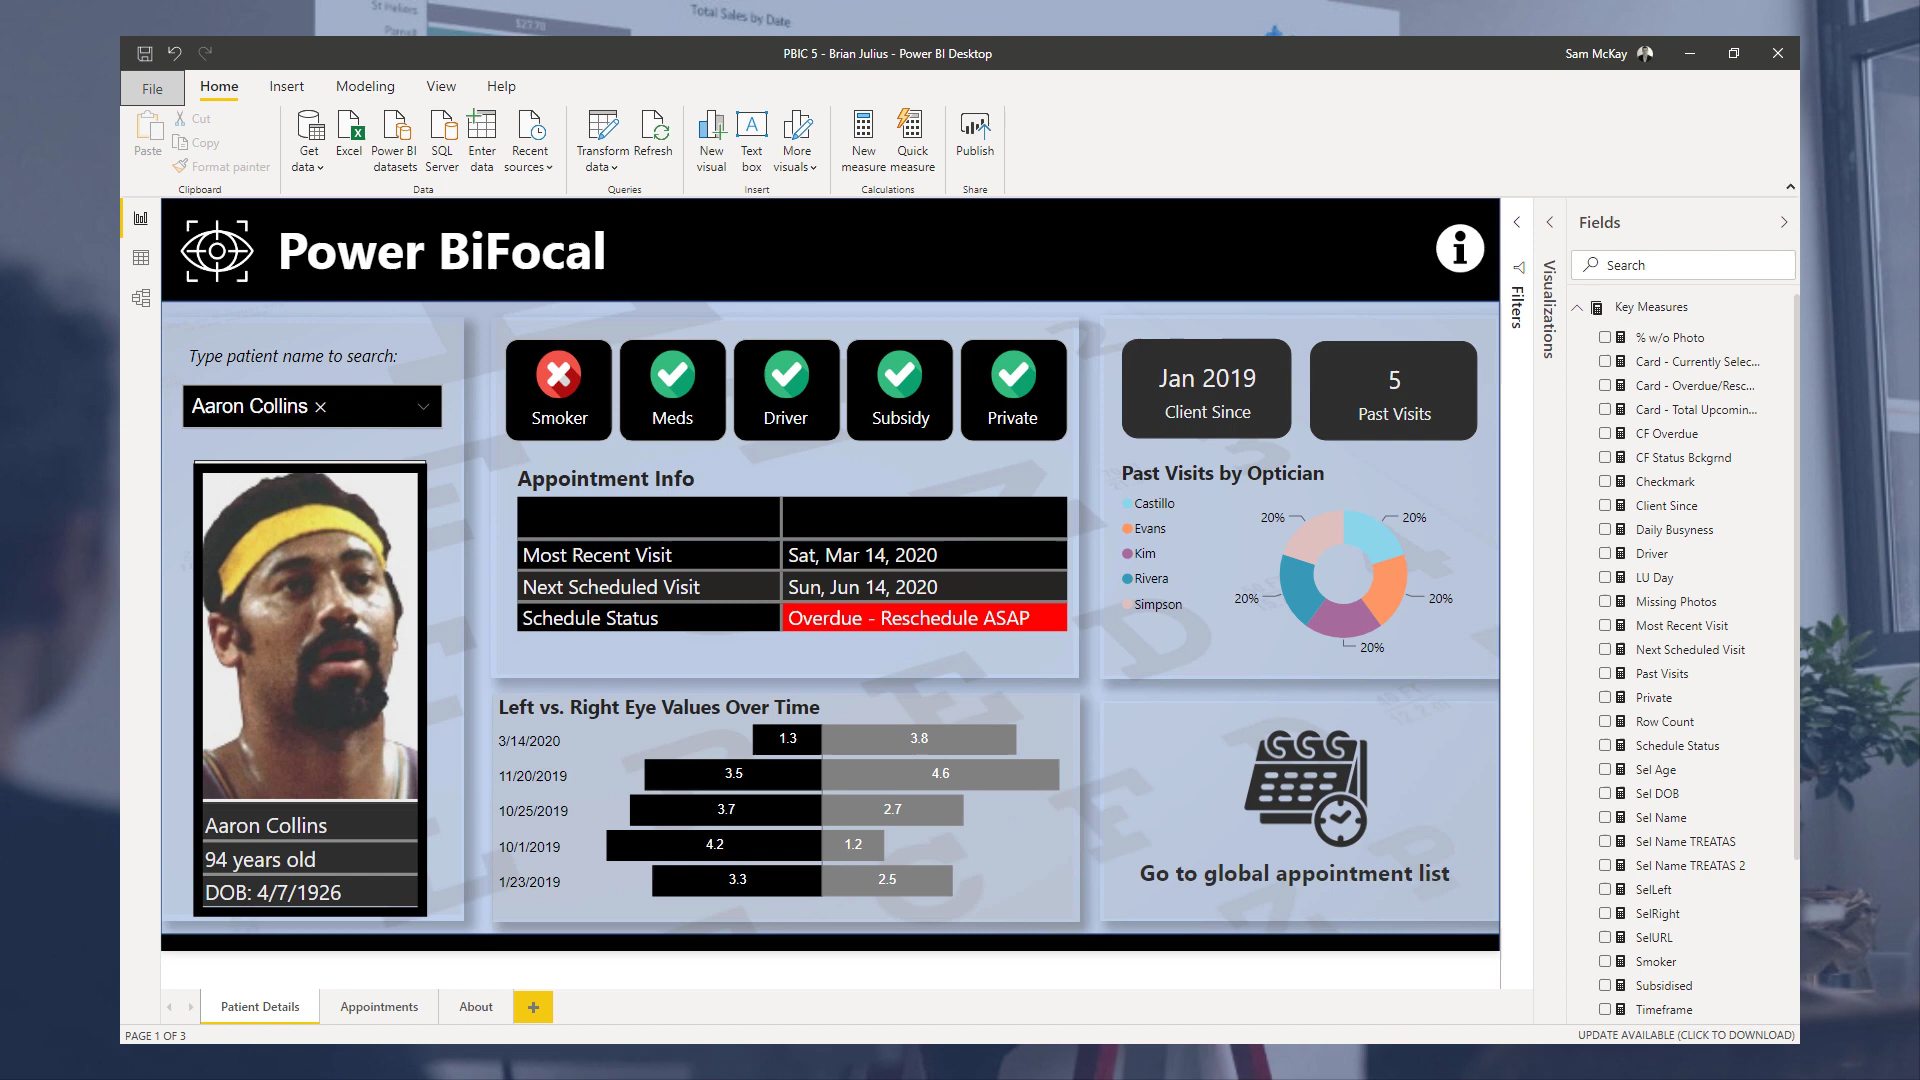 St Heliers
$23.70
Total Sales by Date
PBIC 5 - Brian Julius - Power BI Desktop
Sam McKay
File
Home
Insert
Modeling
View
Help
Paste
Cut
Copy
Format painter
Clipboard
Get data
Excel
Power BI datasets
SQL Server
Enter data
Recent sources
Data
Transform data
Refresh
Queries
New visual
Text box
More visuals
Insert
New measure
Quick measure
Calculations
Publish
Share
Power BiFocal
Type patient name to search:
Aaron Collins
Aaron Collins
94 years old
DOB: 4/7/1926
Smoker
Meds
Driver
Subsidy
Private
Appointment Info
Most Recent Visit Sat, Mar 14, 2020
Next Scheduled Visit Sun, Jun 14, 2020
Schedule Status Overdue - Reschedule ASAP
Left vs. Right Eye Values Over Time
3/14/2020 1.3 3.8
11/20/2019 3.5 4.6
10/25/2019 3.7 2.7
10/1/2019 4.2 1.2
1/23/2019 3.3 2.5
Jan 2019
Client Since
5
Past Visits
Past Visits by Optician
Castillo
Evans
Kim
Rivera
Simpson
20%
20%
20%
20%
20%
Go to global appointment list
Filters
Visualizations
Fields
Search
Key Measures
% w/o Photo
Card - Currently Selec...
Card - Overdue/Resc...
Card - Total Upcomin...
CF Overdue
CF Status Bckgrnd
Checkmark
Client Since
Daily Busyness
Driver
LU Day
Missing Photos
Most Recent Visit
Next Scheduled Visit
Past Visits
Private
Row Count
Schedule Status
Sel Age
Sel DOB
Sel Name
Sel Name TREATAS
Sel Name TREATAS 2
SelLeft
SelRight
SelURL
Smoker
Subsidised
Timeframe
Patient Details
Appointments
About
PAGE 1 OF 3
UPDATE AVAILABLE (CLICK TO DOWNLOAD)